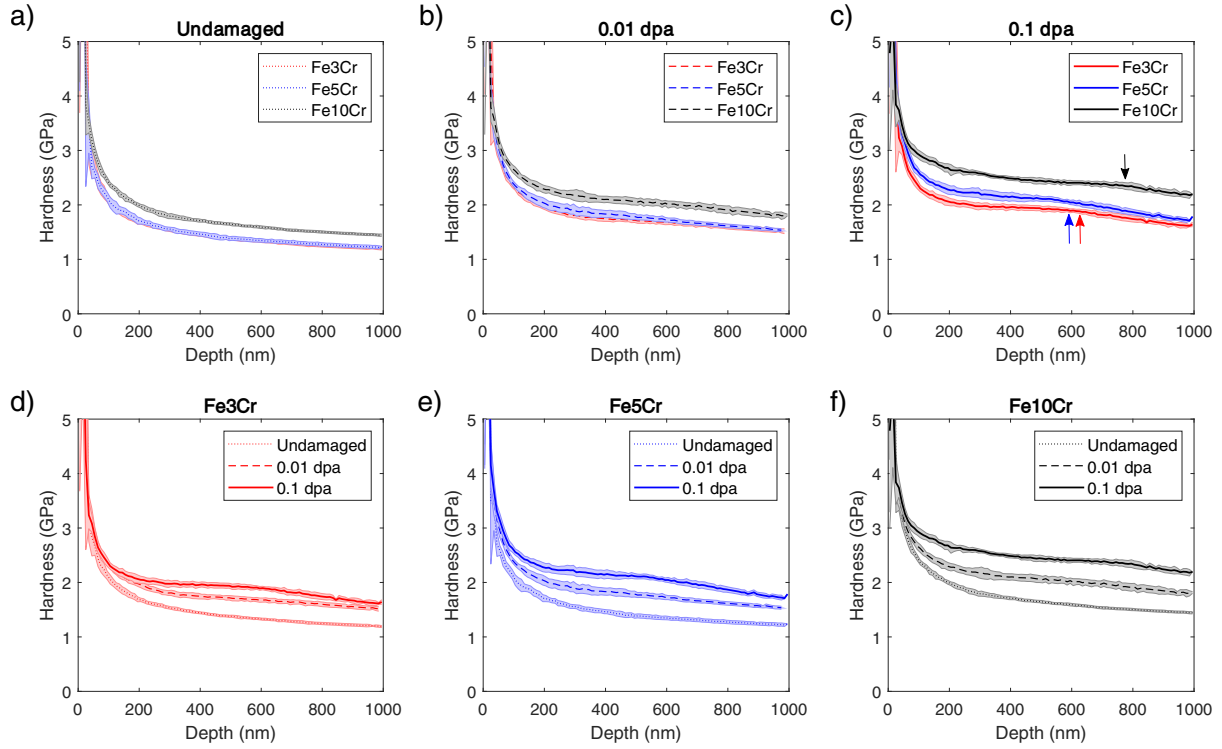 a)
Undamaged
5
4
3
2
1
0
Hardness (GPa)
0 200 400 600 800 1000
Depth (nm)
Fe3Cr
Fe5Cr
Fe10Cr
b)
0.01 dpa
5
4
3
2
1
0
Hardness (GPa)
0 200 400 600 800 1000
Depth (nm)
Fe3Cr
Fe5Cr
Fe10Cr
c)
0.1 dpa
5
4
3
2
1
0
Hardness (GPa)
0 200 400 600 800 1000
Depth (nm)
Fe3Cr
Fe5Cr
Fe10Cr
d)
Fe3Cr
5
4
3
2
1
0
Hardness (GPa)
0 200 400 600 800 1000
Depth (nm)
Undamaged
0.01 dpa
0.1 dpa
e)
Fe5Cr
5
4
3
2
1
0
Hardness (GPa)
0 200 400 600 800 1000
Depth (nm)
Undamaged
0.01 dpa
0.1 dpa
f)
Fe10Cr
5
4
3
2
1
0
Hardness (GPa)
0 200 400 600 800 1000
Depth (nm)
Undamaged
0.01 dpa
0.1 dpa